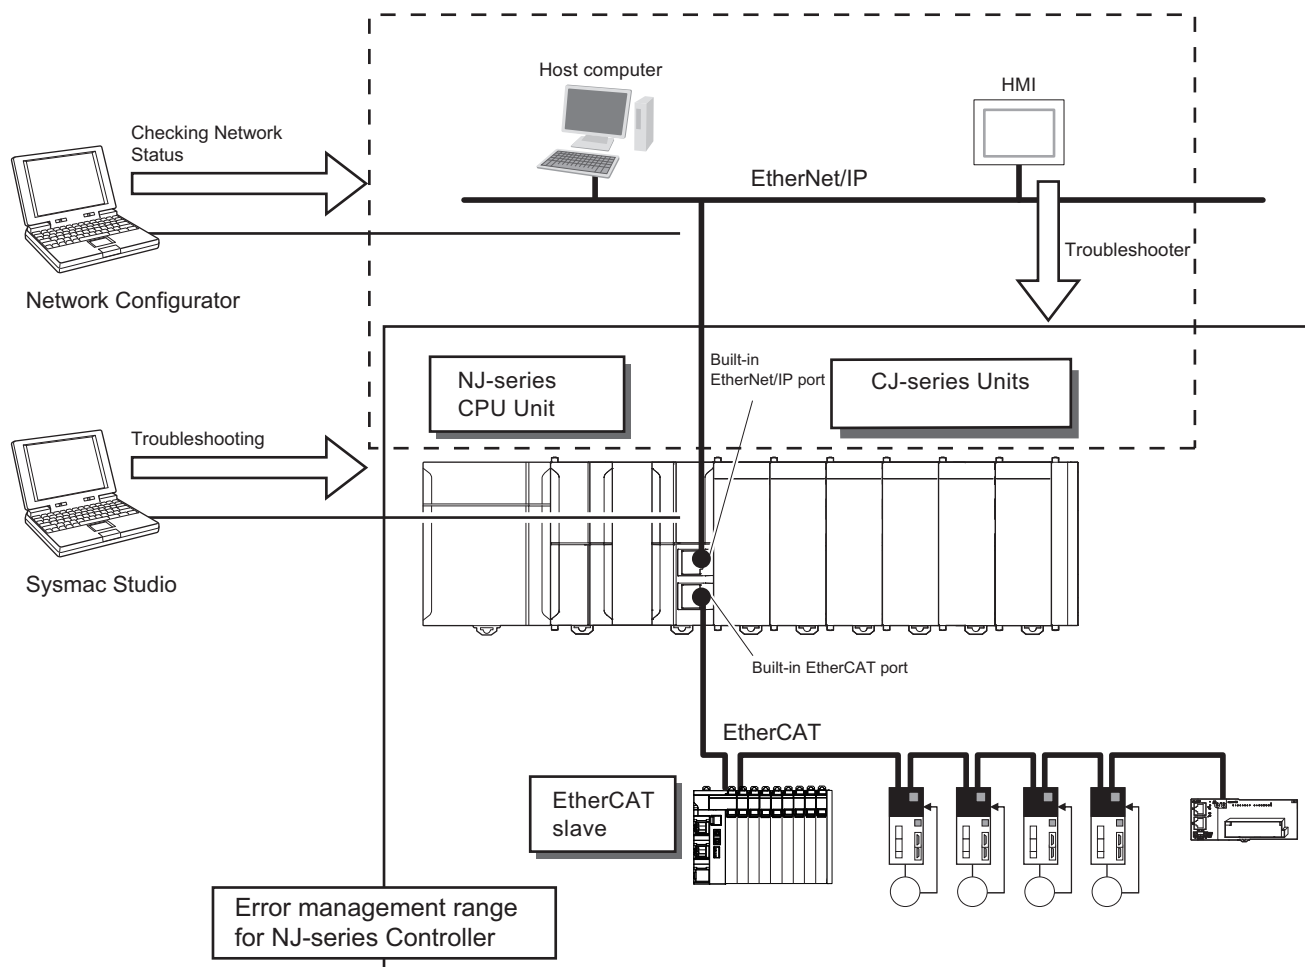 Host computer
HMI
Checking Network
Status
EtherNet/IP
Troubleshooter
Network Configurator
NJ-series
CPU Unit
Built-in
EtherNet/IP port
CJ-series Units
Troubleshooting
Sysmac Studio
Built-in EtherCAT port
EtherCAT
EtherCAT
slave
Error management range
for NJ-series Controller